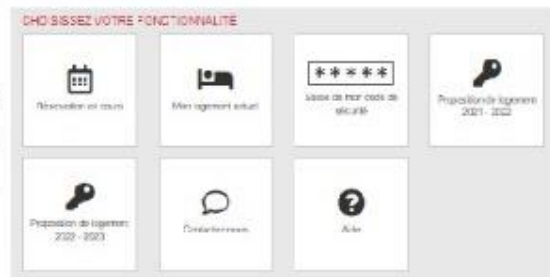 CHOISISSEZ VOTRE FONCTIONNALITÉ
Réservation en cours
Mon logement actuel
*****
Saisie de mon code de
sécurité
Proposition de logement
2021 - 2022
Proposition de logement
2022 - 2023
Contactez-nous
Aide